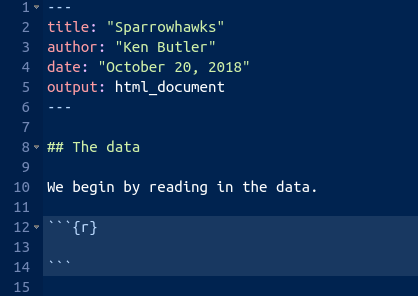 1 ---
2 title: "Sparrowhawks"
3 author: "Ken Butler"
4 date: "October 20, 2018"
5 output: html_document
6 ---
7
8 ## The data
9
10 We begin by reading in the data.
11
12 ```{r}
13
14 ```
15